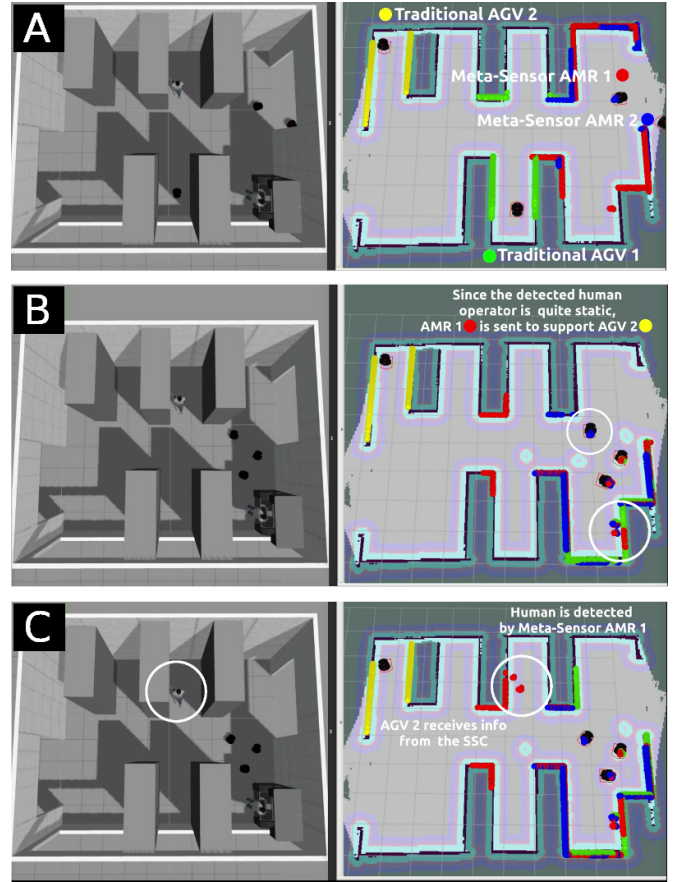 A
Traditional AGV 2
Meta-Sensor AMR 1
Meta-Sensor AMR 2
Traditional AGV 1
B
Since the detected human
operator is quite static,
AMR 1 is sent to support AGV 2
C
Human is detected
by Meta-Sensor AMR 1
AGV 2 receives info
from the SSC